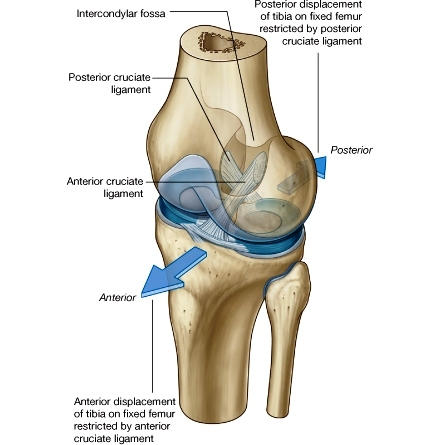 Intercondylar fossa
Posterior displacement
of tibia on fixed femur
restricted by posterior
cruciate ligament
Posterior cruciate
ligament
Posterior
Anterior cruciate
ligament
Anterior
Anterior displacement
of tibia on fixed femur
restricted by anterior
cruciate ligament